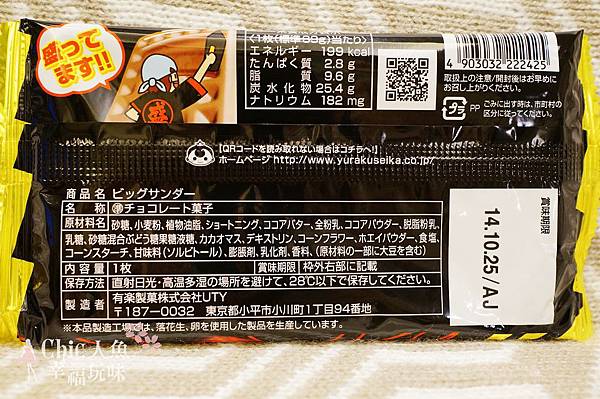 盛ってます!!
盛
〈1枚(標準80g)当たり〉
エネルギー 199 kcal
たんぱく質 2.8 g
脂質 9.6 g
炭水化物 25.4 g
ナトリウム 182 mg
4903032 222425
取扱上の注意/開封後はお早めに
お召し上がりください。
プラ PP ごみに出す時は、市町村の
区分に従ってください。
【QRコードを読み取れない場合はコチラへ!】
ホームページ http://www.yurakuseika.co.jp/
商品名 ビッグサンダー
名称 準チョコレート菓子
原材料名 砂糖、小麦粉、植物油脂、ショートニング、ココアバター、全粉乳、ココアパウダー、脱脂粉乳、
乳糖、砂糖混合ぶどう糖果糖液糖、カカオマス、デキストリン、コーンフラワー、ホエイパウダー、食塩、
コーンスターチ、甘味料(ソルビトール)、膨脹剤、乳化剤、香料、(原材料の一部に大豆を含む)
内容量 1枚 賞味期限 枠外右部に記載
保存方法 直射日光・高温多湿の場所を避けて、28℃以下で保存してください。
製造者 有楽製菓株式会社UTY
〒187-0032 東京都小平市小川町1丁目94番地
※本品製造工場では、落花生、卵を使用した製品を生産しています。
賞味期限
14.10.25/AJ
Chic人魚
幸福玩味